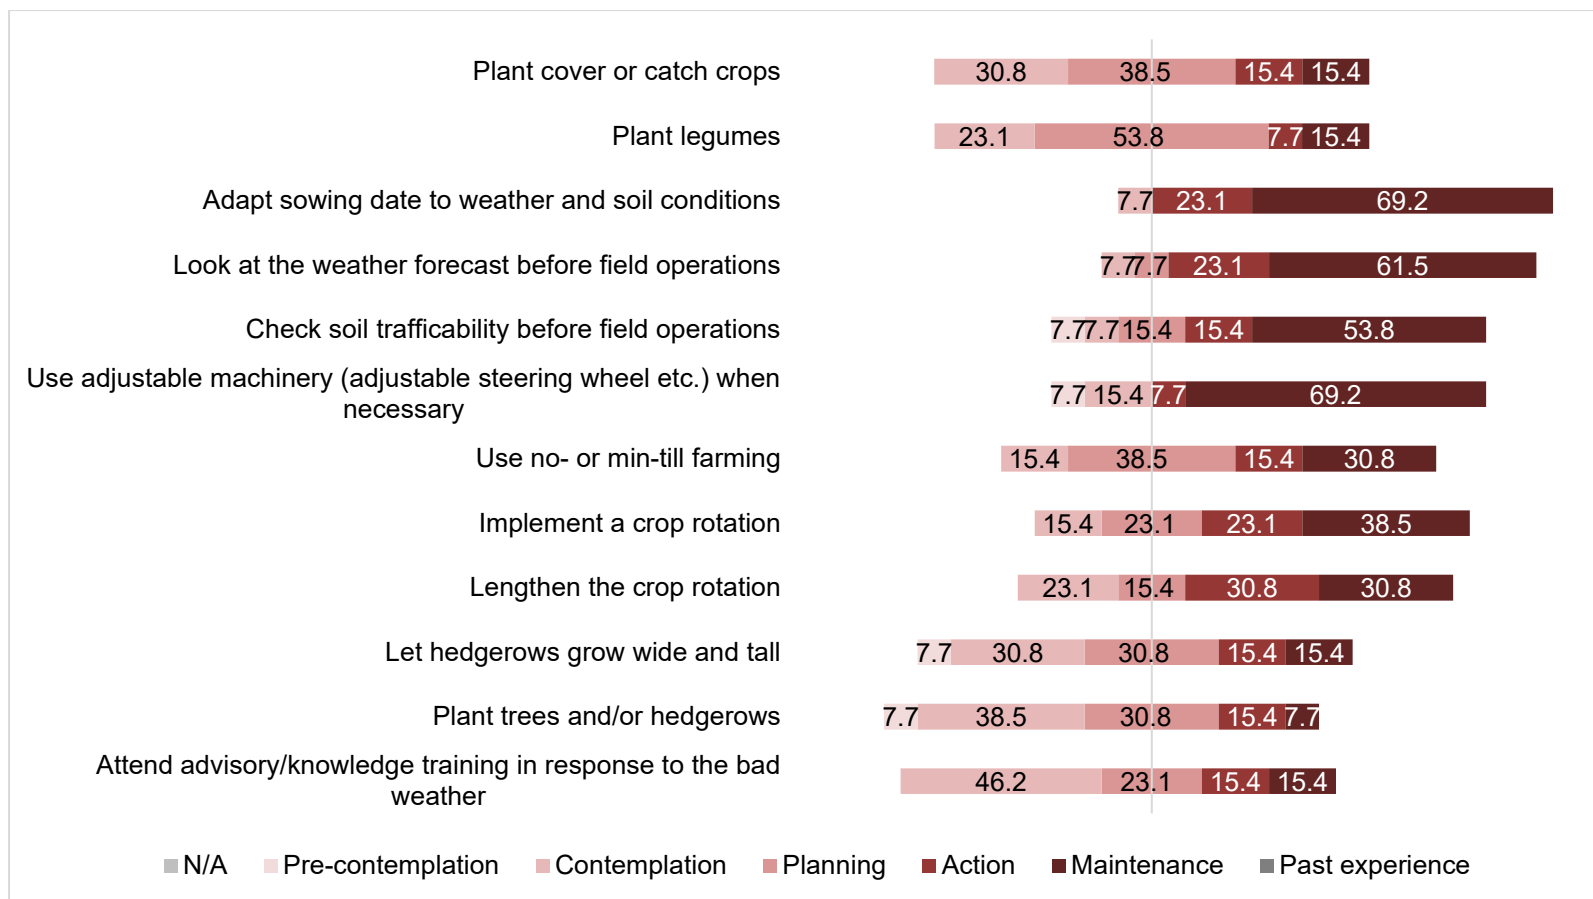 Plant cover or catch crops 30.8 38.5 15.4 15.4
Plant legumes 23.1 53.8 7.7 15.4
Adapt sowing date to weather and soil conditions 7.7 23.1 69.2
Look at the weather forecast before field operations 7.7 7.7 23.1 61.5
Check soil trafficability before field operations 7.7 7.7 15.4 15.4 53.8
Use adjustable machinery (adjustable steering wheel etc.) when
necessary 7.7 15.4 7.7 69.2
Use no- or min-till farming 15.4 38.5 15.4 30.8
Implement a crop rotation 15.4 23.1 23.1 38.5
Lengthen the crop rotation 23.1 15.4 30.8 30.8
Let hedgerows grow wide and tall 7.7 30.8 30.8 15.4 15.4
Plant trees and/or hedgerows 7.7 38.5 30.8 15.4 7.7
Attend advisory/knowledge training in response to the bad
weather 46.2 23.1 15.4 15.4
N/A Pre-contemplation Contemplation Planning Action Maintenance Past experience